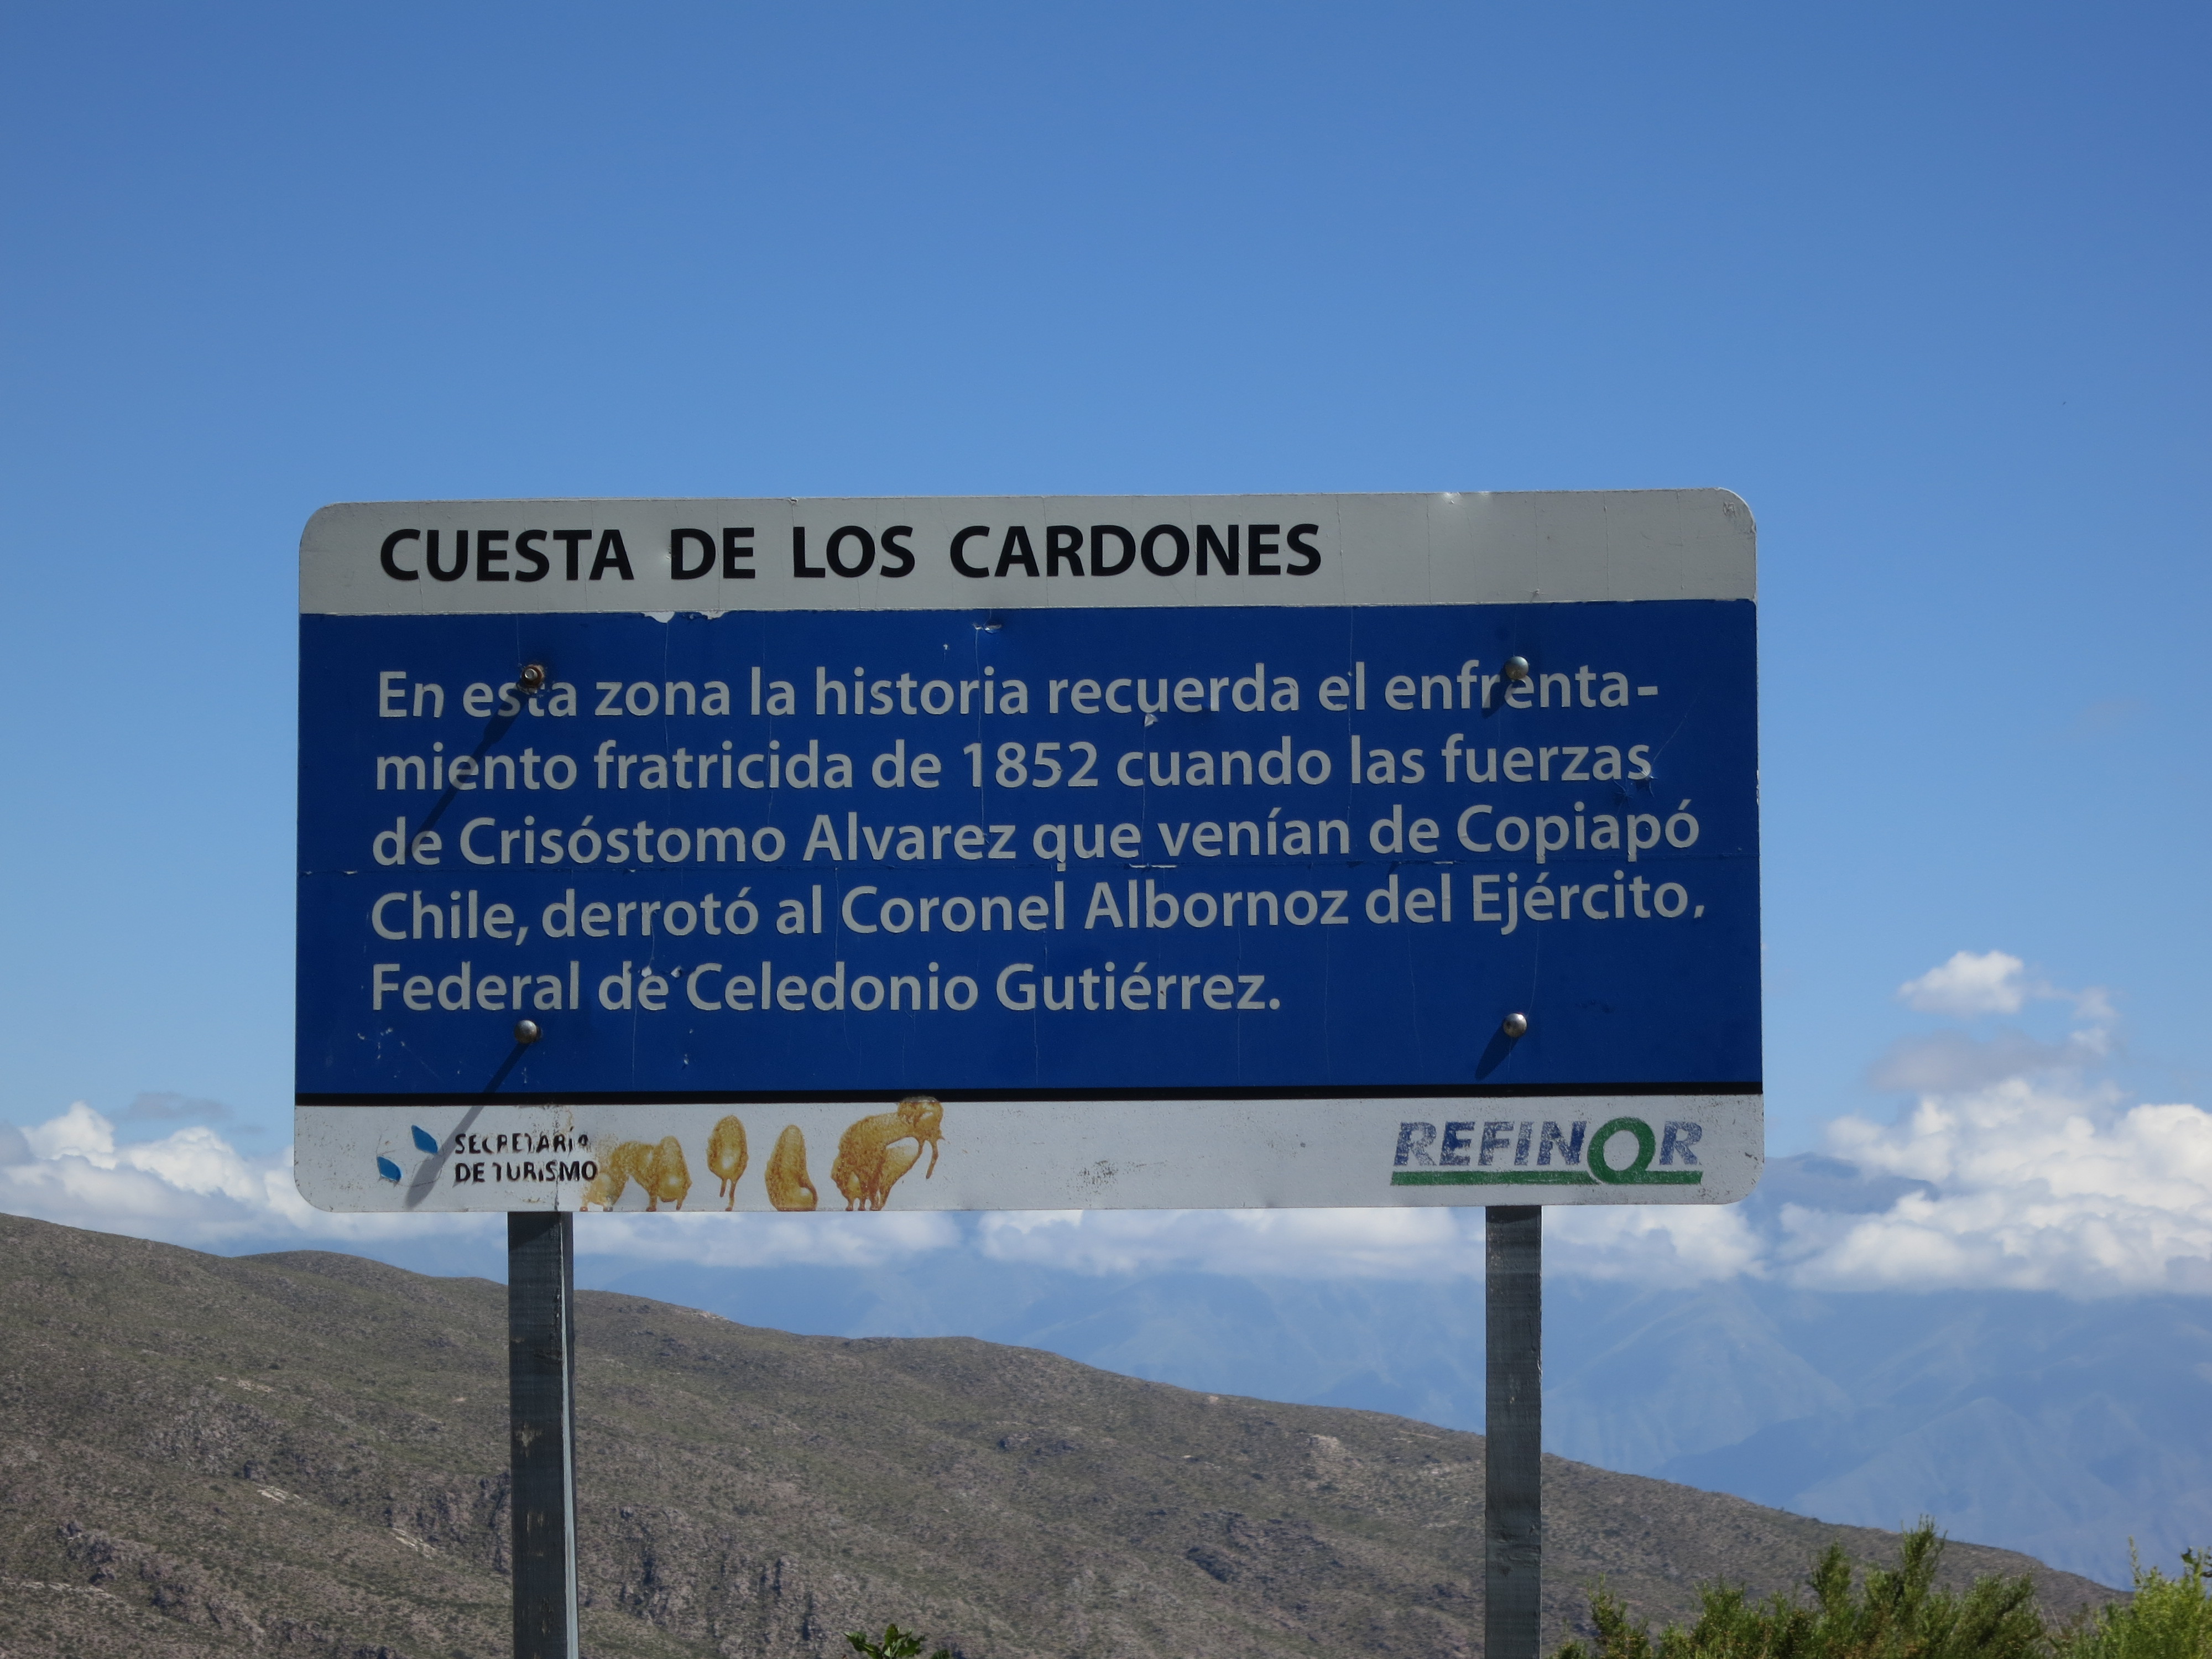 CUESTA DE LOS CARDONES
En esta zona la historia recuerda el enfrenta-
miento fratricida de 1852 cuando las fuerzas
de Crisóstomo Alvarez que venían de Copiapó
Chile, derrotó al Coronel Albornoz del Ejército,
Federal de Celedonio Gutiérrez.
SECRETARÍA
DE TURISMO
REFINOR